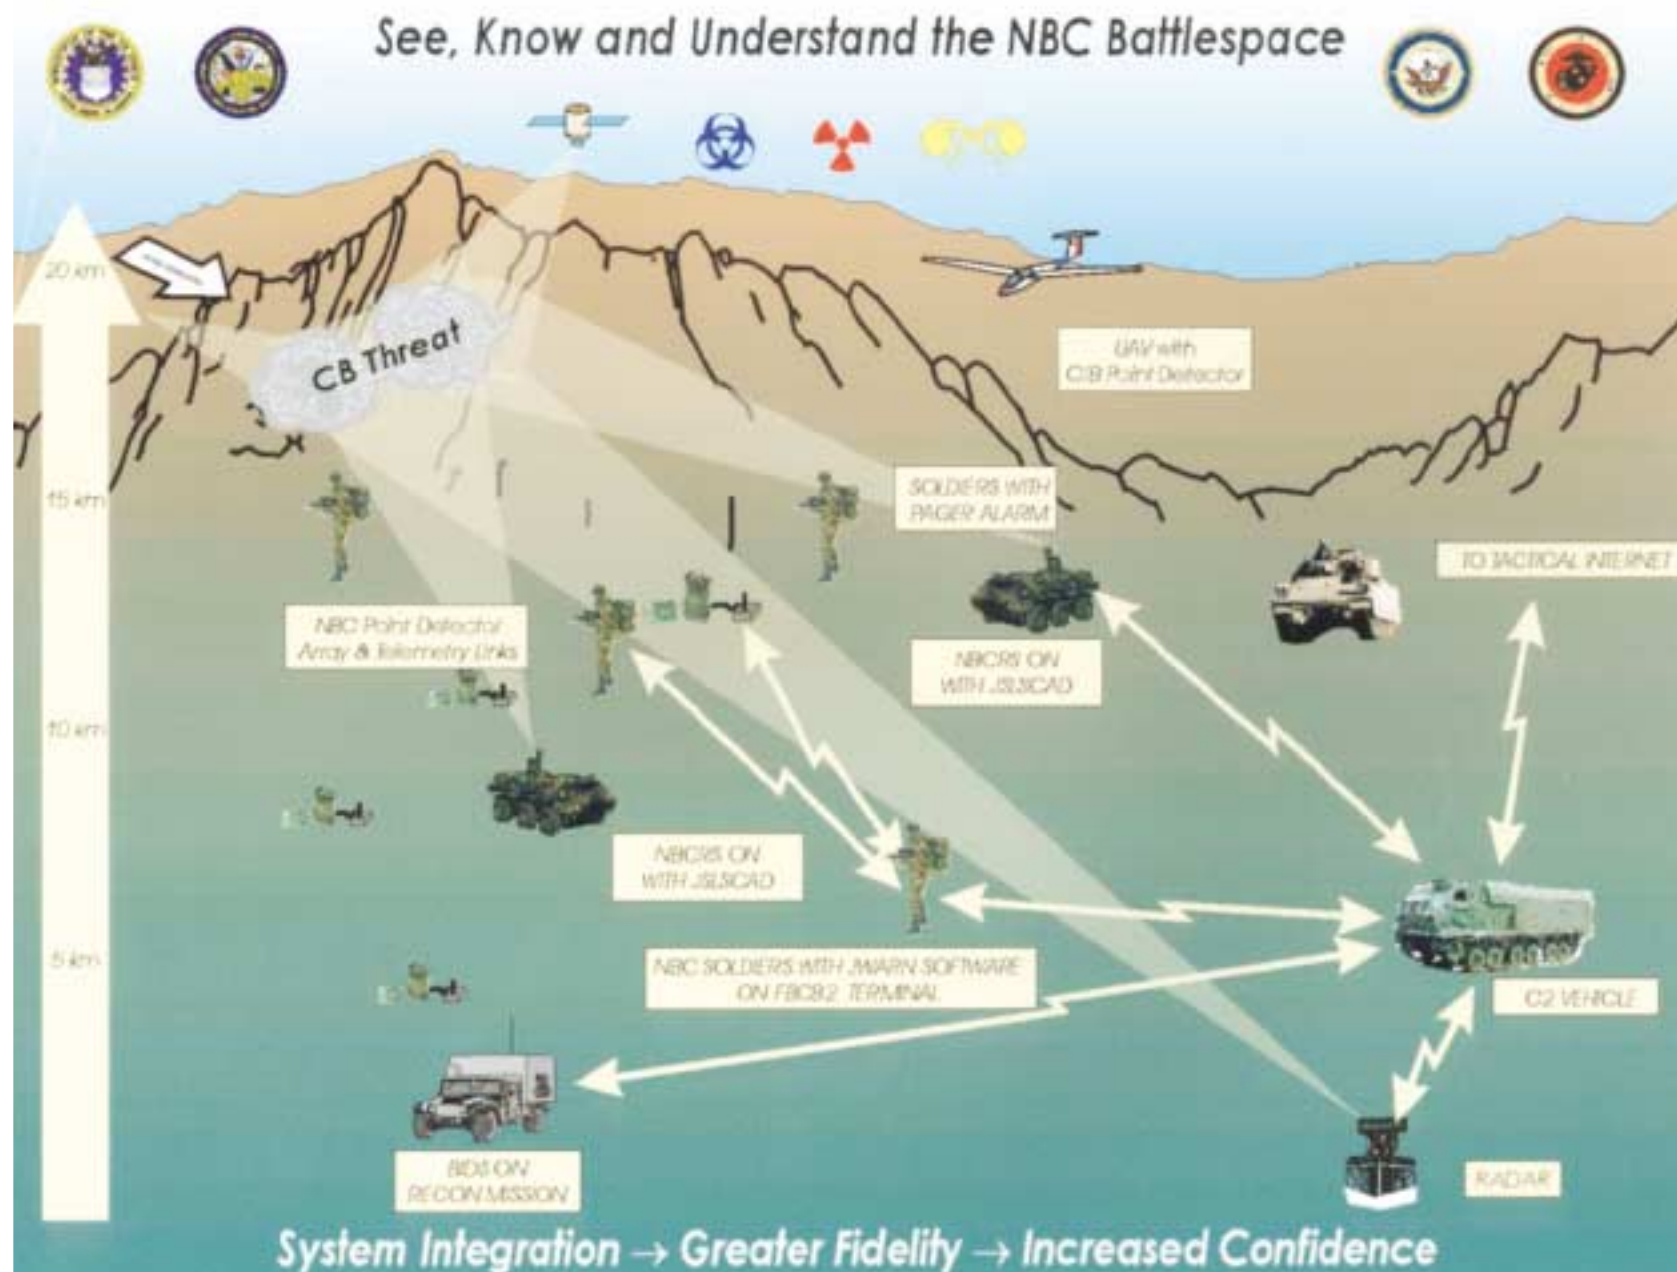 See, Know and Understand the NBC Battlespace
20 km
CB Threat
UAV with
C/B Point Detector
15 km
SOLDIERS WITH
PAGER ALARM
TO TACTICAL INTERNET
NBC Point Detector
Array & Telemetry Links
NBCRS ON
WITH JSLSCAD
10 km
NBCRS ON
WITH JSLSCAD
5 km
NBC SOLDIERS WITH JWARN SOFTWARE
ON FBCB2 TERMINAL
C2 VEHICLE
BIDS ON
RECON MISSION
RADAR
System Integration → Greater Fidelity → Increased Confidence